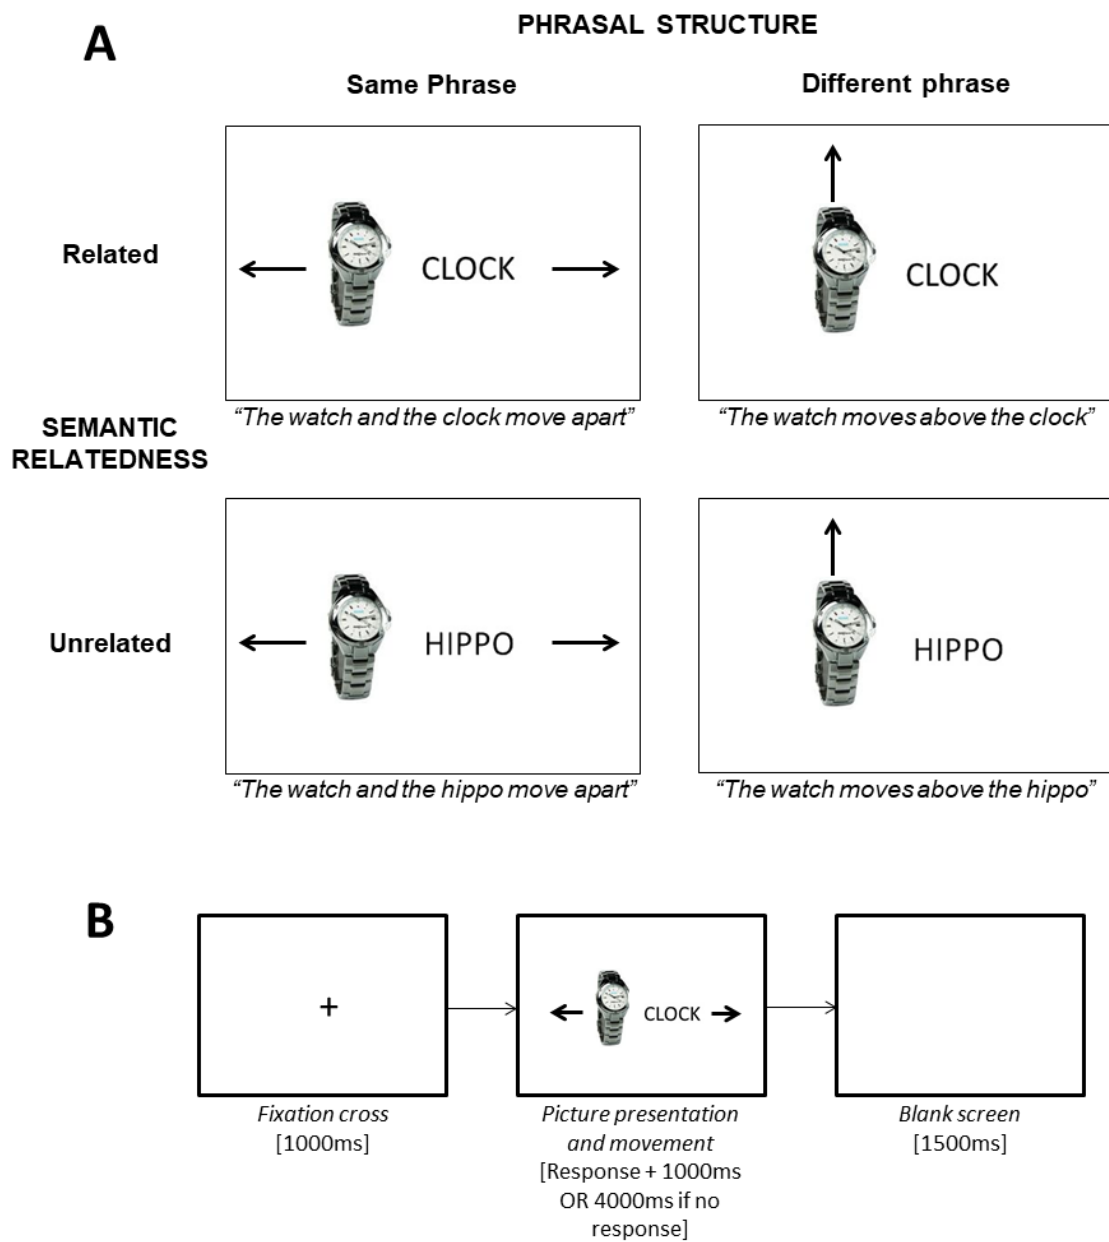 A
PHRASAL STRUCTURE
Same Phrase
Different phrase
Related
CLOCK
CLOCK
“The watch and the clock move apart”
“The watch moves above the clock”
SEMANTIC
RELATEDNESS
Unrelated
HIPPO
HIPPO
“The watch and the hippo move apart”
“The watch moves above the hippo”
B
+
CLOCK
Fixation cross
[1000ms]
Picture presentation
and movement
[Response + 1000ms
OR 4000ms if no
response]
Blank screen
[1500ms]